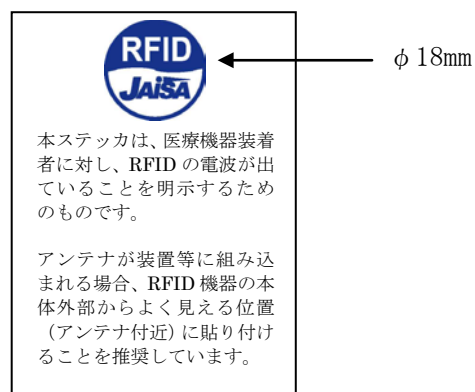 RFID
JAISA
φ18mm
本ステッカは、医療機器装着
者に対し、RFID の電波が出
ていることを明示するため
のものです。
アンテナが装置等に組み込
まれる場合、RFID 機器の本
体外部からよく見える位置
（アンテナ付近）に貼り付け
ることを推奨しています。